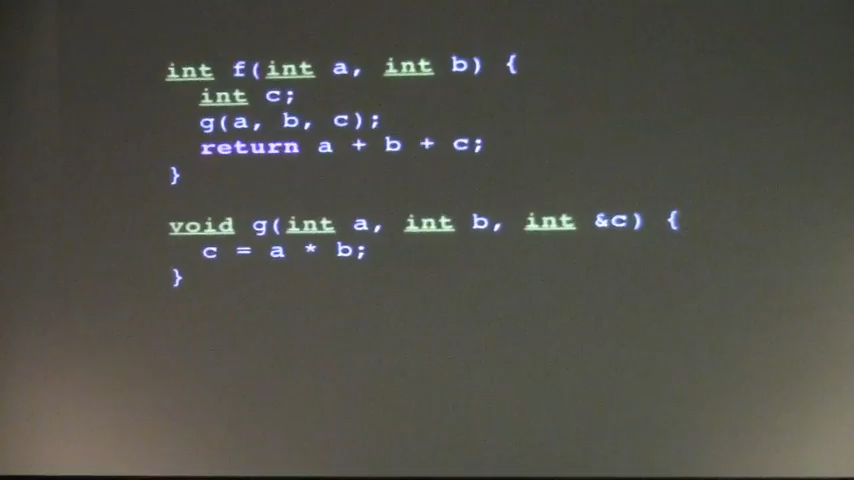 int f(int a, int b) {
int c;
g(a, b, c);
return a + b + c;
}
void g(int a, int b, int &c) {
c = a * b;
}